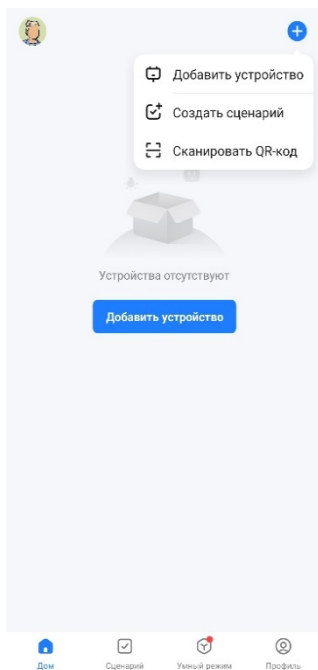 Добавить устройство
Создать сценарий
Сканировать QR-код
Устройства отсутствуют
Добавить устройство
Дом
Сценарий
Умный режим
Профиль